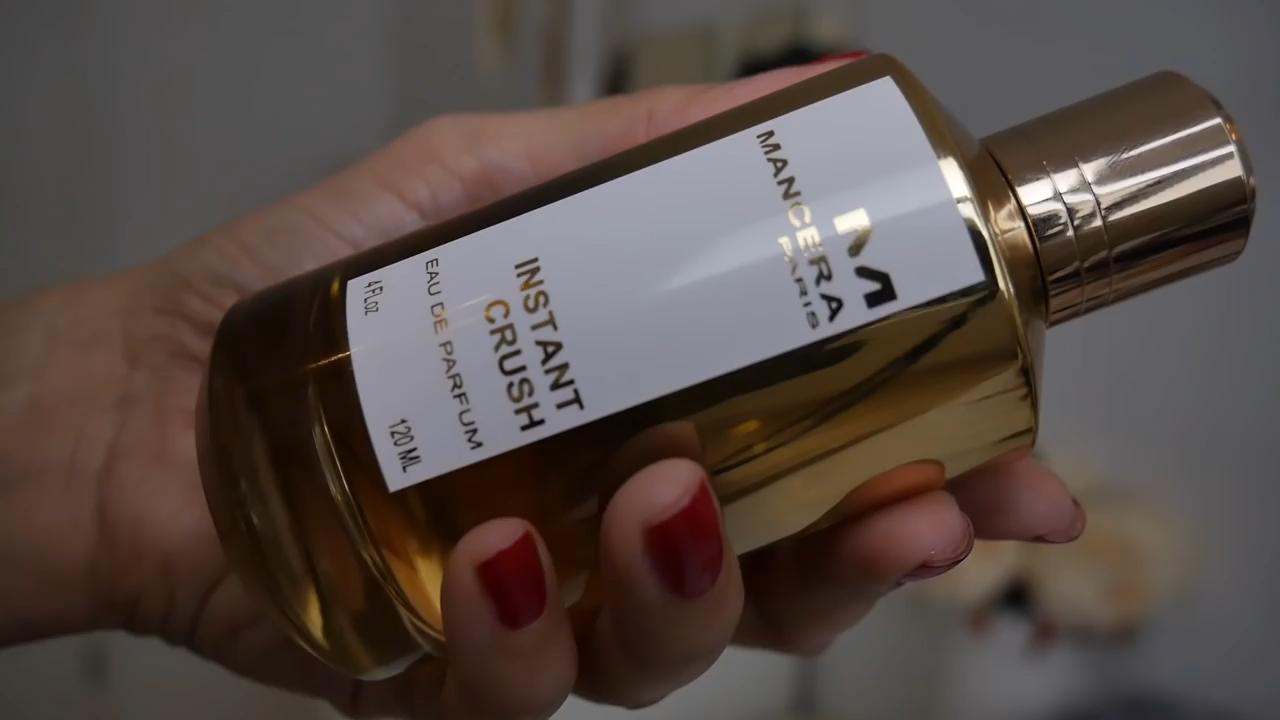 M
MANCERA
PARIS
INSTANT
CRUSH
EAU DE PARFUM
4 FL oz
120 ML